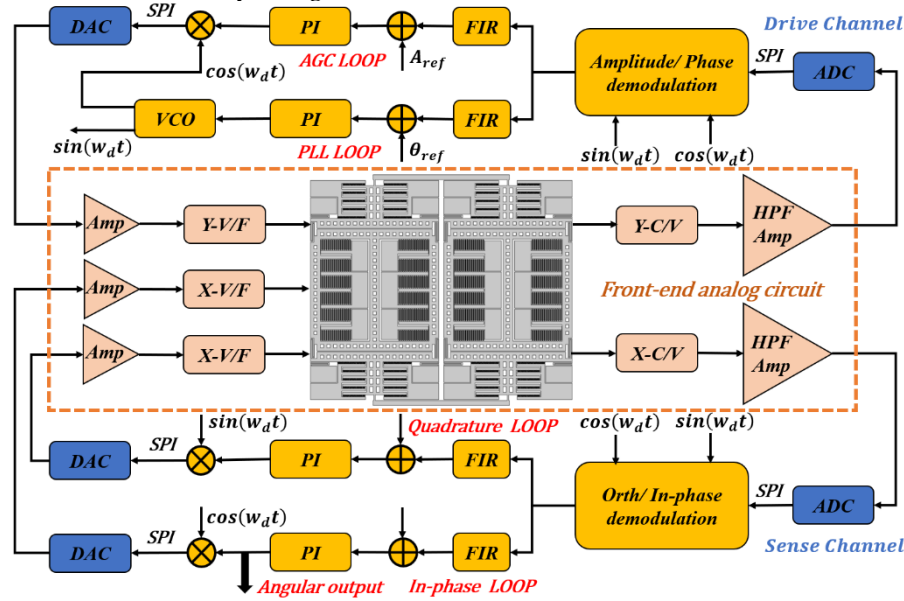 DAC
SPI
PI
FIR
Drive Channel
AGC LOOP
A_ref
cos(w_d t)
Amplitude/ Phase
demodulation
SPI
ADC
VCO
PI
FIR
sin(w_d t)
PLL LOOP
θ_ref
sin(w_d t)
cos(w_d t)
Amp
Y-V/F
Y-C/V
HPF
Amp
Amp
X-V/F
Front-end analog circuit
Amp
X-V/F
X-C/V
HPF
Amp
sin(w_d t)
Quadrature LOOP
cos(w_d t)
sin(w_d t)
DAC
SPI
PI
FIR
Orth/ In-phase
demodulation
SPI
ADC
cos(w_d t)
DAC
SPI
PI
FIR
Sense Channel
Angular output
In-phase LOOP